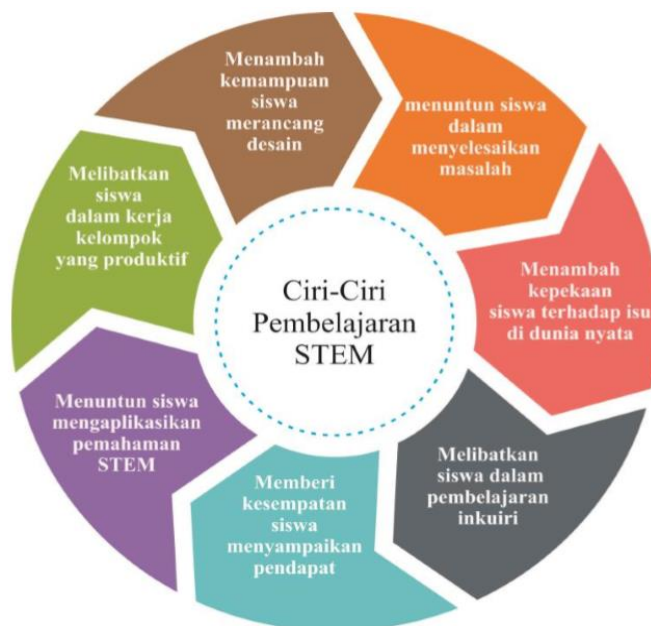 Ciri-Ciri
Pembelajaran
STEM
menuntun siswa
dalam
menyelesaikan
masalah
Menambah
kepekaan
siswa terhadap isu
di dunia nyata
Melibatkan
siswa dalam
pembelajaran
inkuiri
Memberi
kesempatan
siswa
menyampaikan
pendapat
Menuntun siswa
mengaplikasikan
pemahaman
STEM
Melibatkan
siswa
dalam kerja
kelompok
yang produktif
Menambah
kemampuan
siswa
merancang
desain